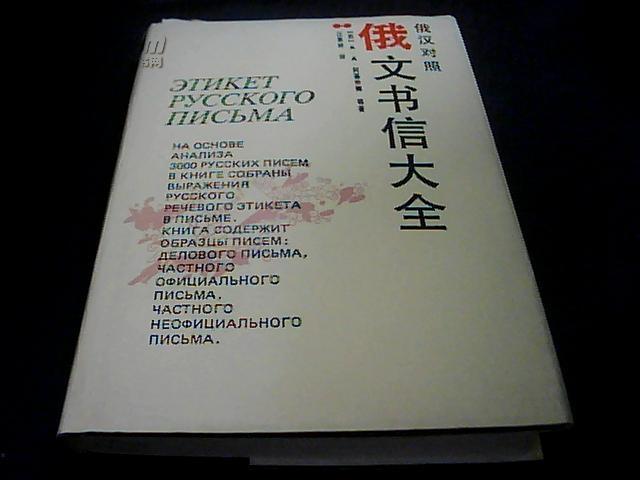 俄汉对照
俄文书信大全
ЭТИКЕТ
РУССКОГО
ПИСЬМА
НА ОСНОВЕ
АНАЛИЗА
3000 РУССКИХ ПИСЕМ
В КНИГЕ СОБРАНЫ
ВЫРАЖЕНИЯ
РУССКОГО
РЕЧЕВОГО ЭТИКЕТА
В ПИСЬМЕ.
КНИГА СОДЕРЖИТ
ОБРАЗЦЫ ПИСЕМ:
ДЕЛОВОГО ПИСЬМА,
ЧАСТНОГО
ОФИЦИАЛЬНОГО
ПИСЬМА.
ЧАСТНОГО
НЕОФИЦИАЛЬНОГО
ПИСЬМА.